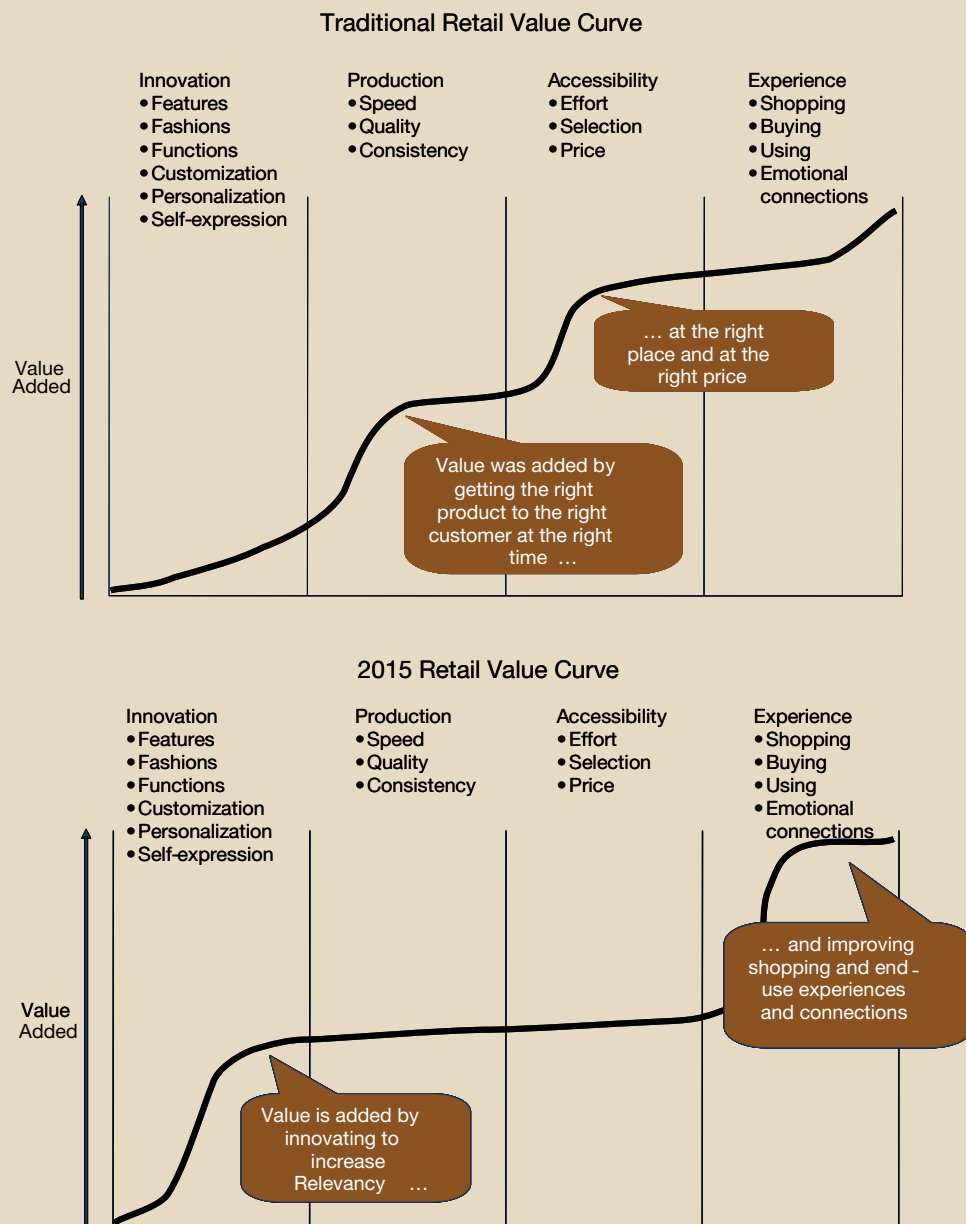 Traditional Retail Value Curve
Innovation
• Features
• Fashions
• Functions
• Customization
• Personalization
• Self-expression
Production
• Speed
• Quality
• Consistency
Accessibility
• Effort
• Selection
• Price
Experience
• Shopping
• Buying
• Using
• Emotional
connections
Value
Added
… at the right
place and at the
right price
Value was added by
getting the right
product to the right
customer at the right
time …
2015 Retail Value Curve
Innovation
• Features
• Fashions
• Functions
• Customization
• Personalization
• Self-expression
Production
• Speed
• Quality
• Consistency
Accessibility
• Effort
• Selection
• Price
Experience
• Shopping
• Buying
• Using
• Emotional
connections
Value
Added
… and improving
shopping and end-
use experiences
and connections
Value is added by
innovating to
increase
Relevancy …